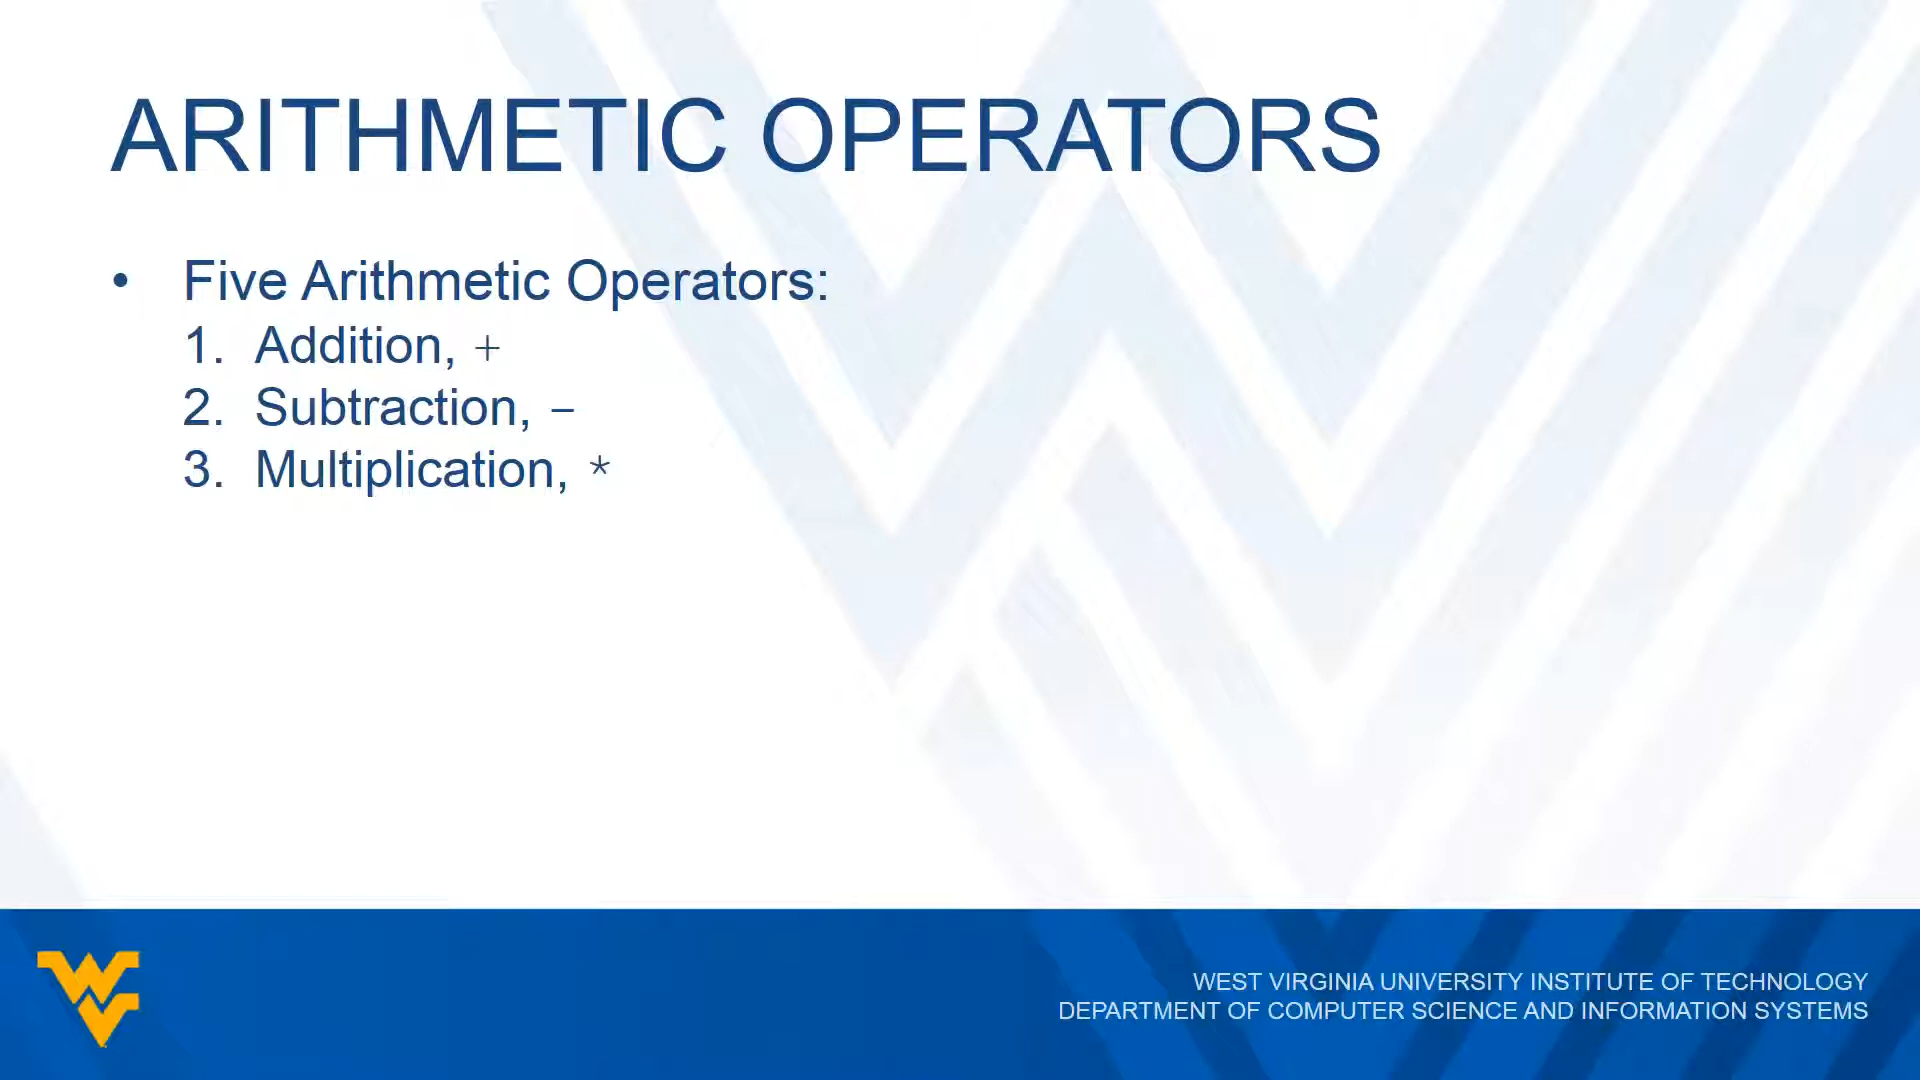 ARITHMETIC OPERATORS
• Five Arithmetic Operators:
1. Addition, +
2. Subtraction, –
3. Multiplication, *
WEST VIRGINIA UNIVERSITY INSTITUTE OF TECHNOLOGY
DEPARTMENT OF COMPUTER SCIENCE AND INFORMATION SYSTEMS